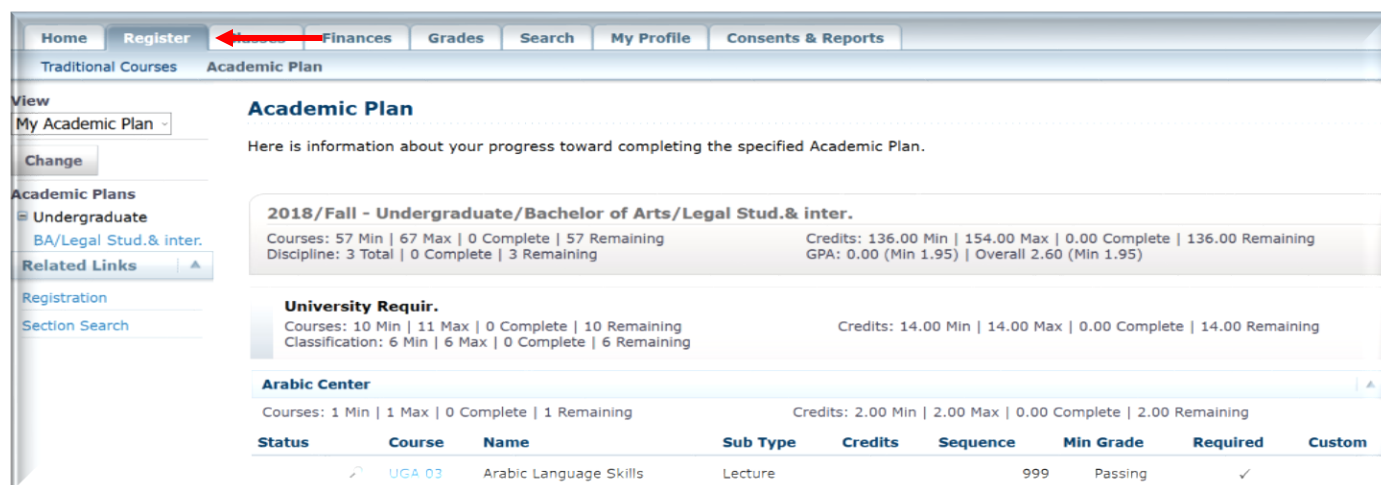 Home Register Finances Grades Search My Profile Consents & Reports
Traditional Courses Academic Plan
View
My Academic Plan
Change
Academic Plans
Undergraduate
BA/Legal Stud.& inter.
Related Links
Registration
Section Search
Academic Plan
Here is information about your progress toward completing the specified Academic Plan.
2018/Fall - Undergraduate/Bachelor of Arts/Legal Stud.& inter.
Courses: 57 Min | 67 Max | 0 Complete | 57 Remaining Credits: 136.00 Min | 154.00 Max | 0.00 Complete | 136.00 Remaining
Discipline: 3 Total | 0 Complete | 3 Remaining GPA: 0.00 (Min 1.95) | Overall 2.60 (Min 1.95)
University Requir.
Courses: 10 Min | 11 Max | 0 Complete | 10 Remaining Credits: 14.00 Min | 14.00 Max | 0.00 Complete | 14.00 Remaining
Classification: 6 Min | 6 Max | 0 Complete | 6 Remaining
Arabic Center
Courses: 1 Min | 1 Max | 0 Complete | 1 Remaining Credits: 2.00 Min | 2.00 Max | 0.00 Complete | 2.00 Remaining
Status Course Name Sub Type Credits Sequence Min Grade Required Custom
UGA 03 Arabic Language Skills Lecture 999 Passing ✓